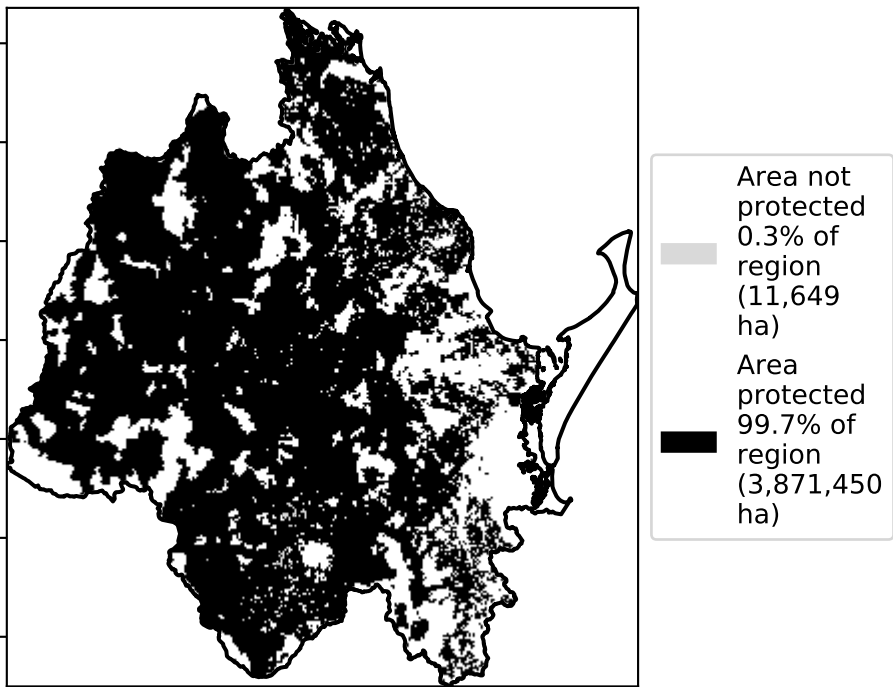 Area not
protected
0.3% of
region
(11,649
ha)
Area
protected
99.7% of
region
(3,871,450
ha)